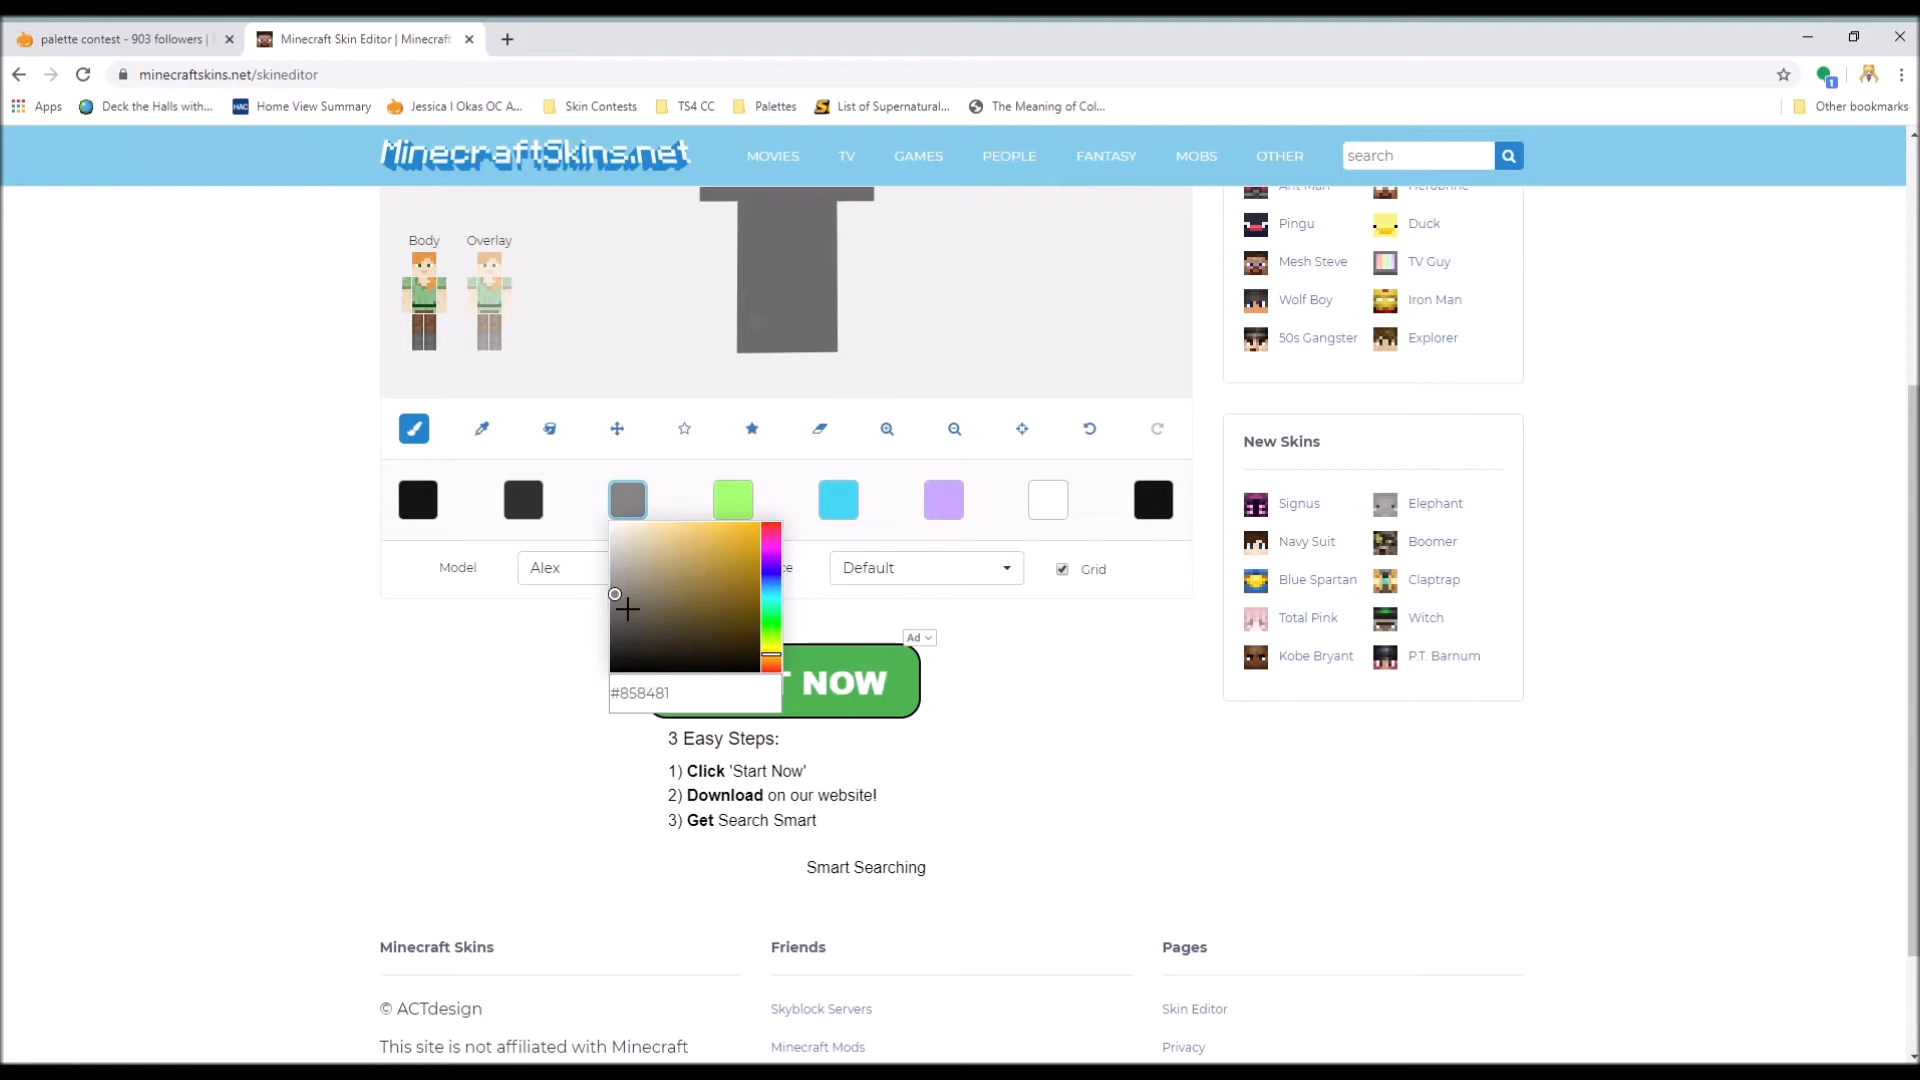 palette contest - 903 followers |
Minecraft Skin Editor | Minecraft
minecraftskins.net/skineditor
Apps
Deck the Halls with...
HAC
Home View Summary
Jessica I Okas OC A...
Skin Contests
TS4 CC
Palettes
List of Supernatural...
The Meaning of Col...
Other bookmarks
MinecraftSkins.net
MOVIES
TV
GAMES
PEOPLE
FANTASY
MOBS
OTHER
search
Body
Overlay
Ant Man
Herobrine
Pingu
Duck
Mesh Steve
TV Guy
Wolf Boy
Iron Man
50s Gangster
Explorer
New Skins
Signus
Elephant
Navy Suit
Boomer
Blue Spartan
Claptrap
Total Pink
Witch
Kobe Bryant
P.T. Barnum
Model
Alex
Default
Grid
#858481
Ad
NOW
3 Easy Steps:
1) Click 'Start Now'
2) Download on our website!
3) Get Search Smart
Smart Searching
Minecraft Skins
© ACTdesign
This site is not affiliated with Minecraft
Friends
Skyblock Servers
Minecraft Mods
Pages
Skin Editor
Privacy